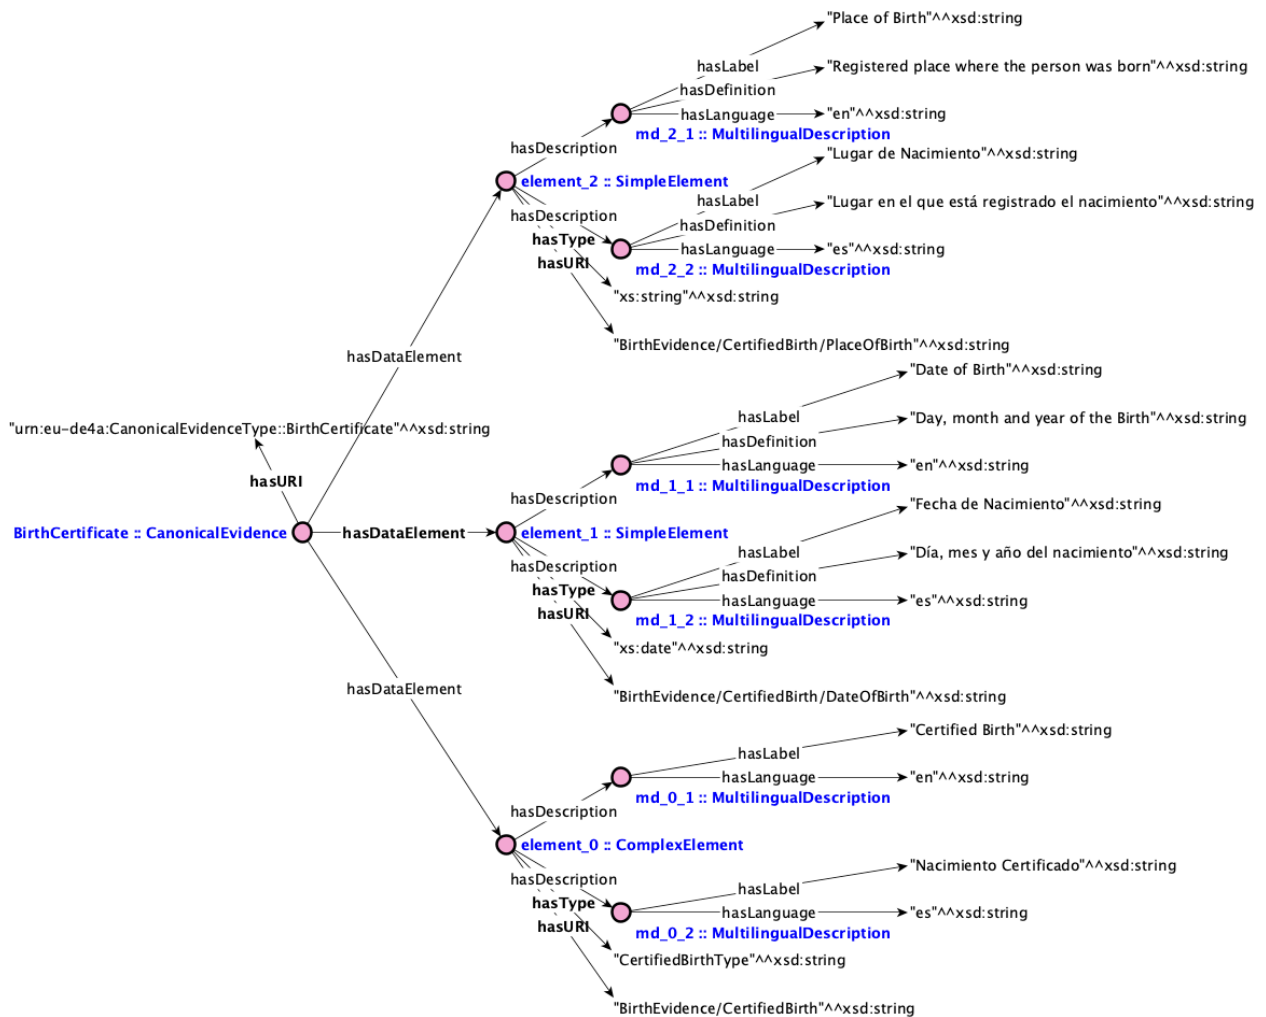 "Place of Birth"^^xsd:string
hasLabel
"Registered place where the person was born"^^xsd:string
hasDefinition
hasLanguage
"en"^^xsd:string
md_2_1 :: MultilingualDescription
hasDescription
"Lugar de Nacimiento"^^xsd:string
element_2 :: SimpleElement
hasLabel
"Lugar en el que está registrado el nacimiento"^^xsd:string
hasDescription
hasDefinition
hasType
hasLanguage
"es"^^xsd:string
hasURI
md_2_2 :: MultilingualDescription
"xs:string"^^xsd:string
"BirthEvidence/CertifiedBirth/PlaceOfBirth"^^xsd:string
hasDataElement
"Date of Birth"^^xsd:string
hasLabel
"Day, month and year of the Birth"^^xsd:string
"urn:eu-de4a:CanonicalEvidenceType::BirthCertificate"^^xsd:string
hasDefinition
hasLanguage
"en"^^xsd:string
hasURI
md_1_1 :: MultilingualDescription
hasDescription
"Fecha de Nacimiento"^^xsd:string
BirthCertificate :: CanonicalEvidence
hasDataElement
element_1 :: SimpleElement
hasLabel
"Día, mes y año del nacimiento"^^xsd:string
hasDescription
hasDefinition
hasType
hasLanguage
"es"^^xsd:string
hasURI
md_1_2 :: MultilingualDescription
"xs:date"^^xsd:string
hasDataElement
"BirthEvidence/CertifiedBirth/DateOfBirth"^^xsd:string
"Certified Birth"^^xsd:string
hasLabel
hasLanguage
"en"^^xsd:string
md_0_1 :: MultilingualDescription
hasDescription
element_0 :: ComplexElement
"Nacimiento Certificado"^^xsd:string
hasDescription
hasLabel
hasType
hasLanguage
"es"^^xsd:string
hasURI
md_0_2 :: MultilingualDescription
"CertifiedBirthType"^^xsd:string
"BirthEvidence/CertifiedBirth"^^xsd:string